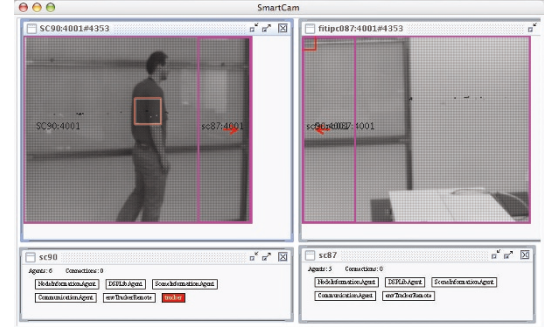 SmartCam
SC90:4001#4353
fitipc087:4001#4353
SC90:4001
sc87:4001
sc90
Agents: 6 Connections: 0
NodeInformationAgent DSPLibAgent SceneInformationAgent
CommunicationAgent envTrackerRemote tracker
sc87
Agents: 5 Connections: 0
NodeInformationAgent DSPLibAgent SceneInformationAgent
CommunicationAgent envTrackerRemote